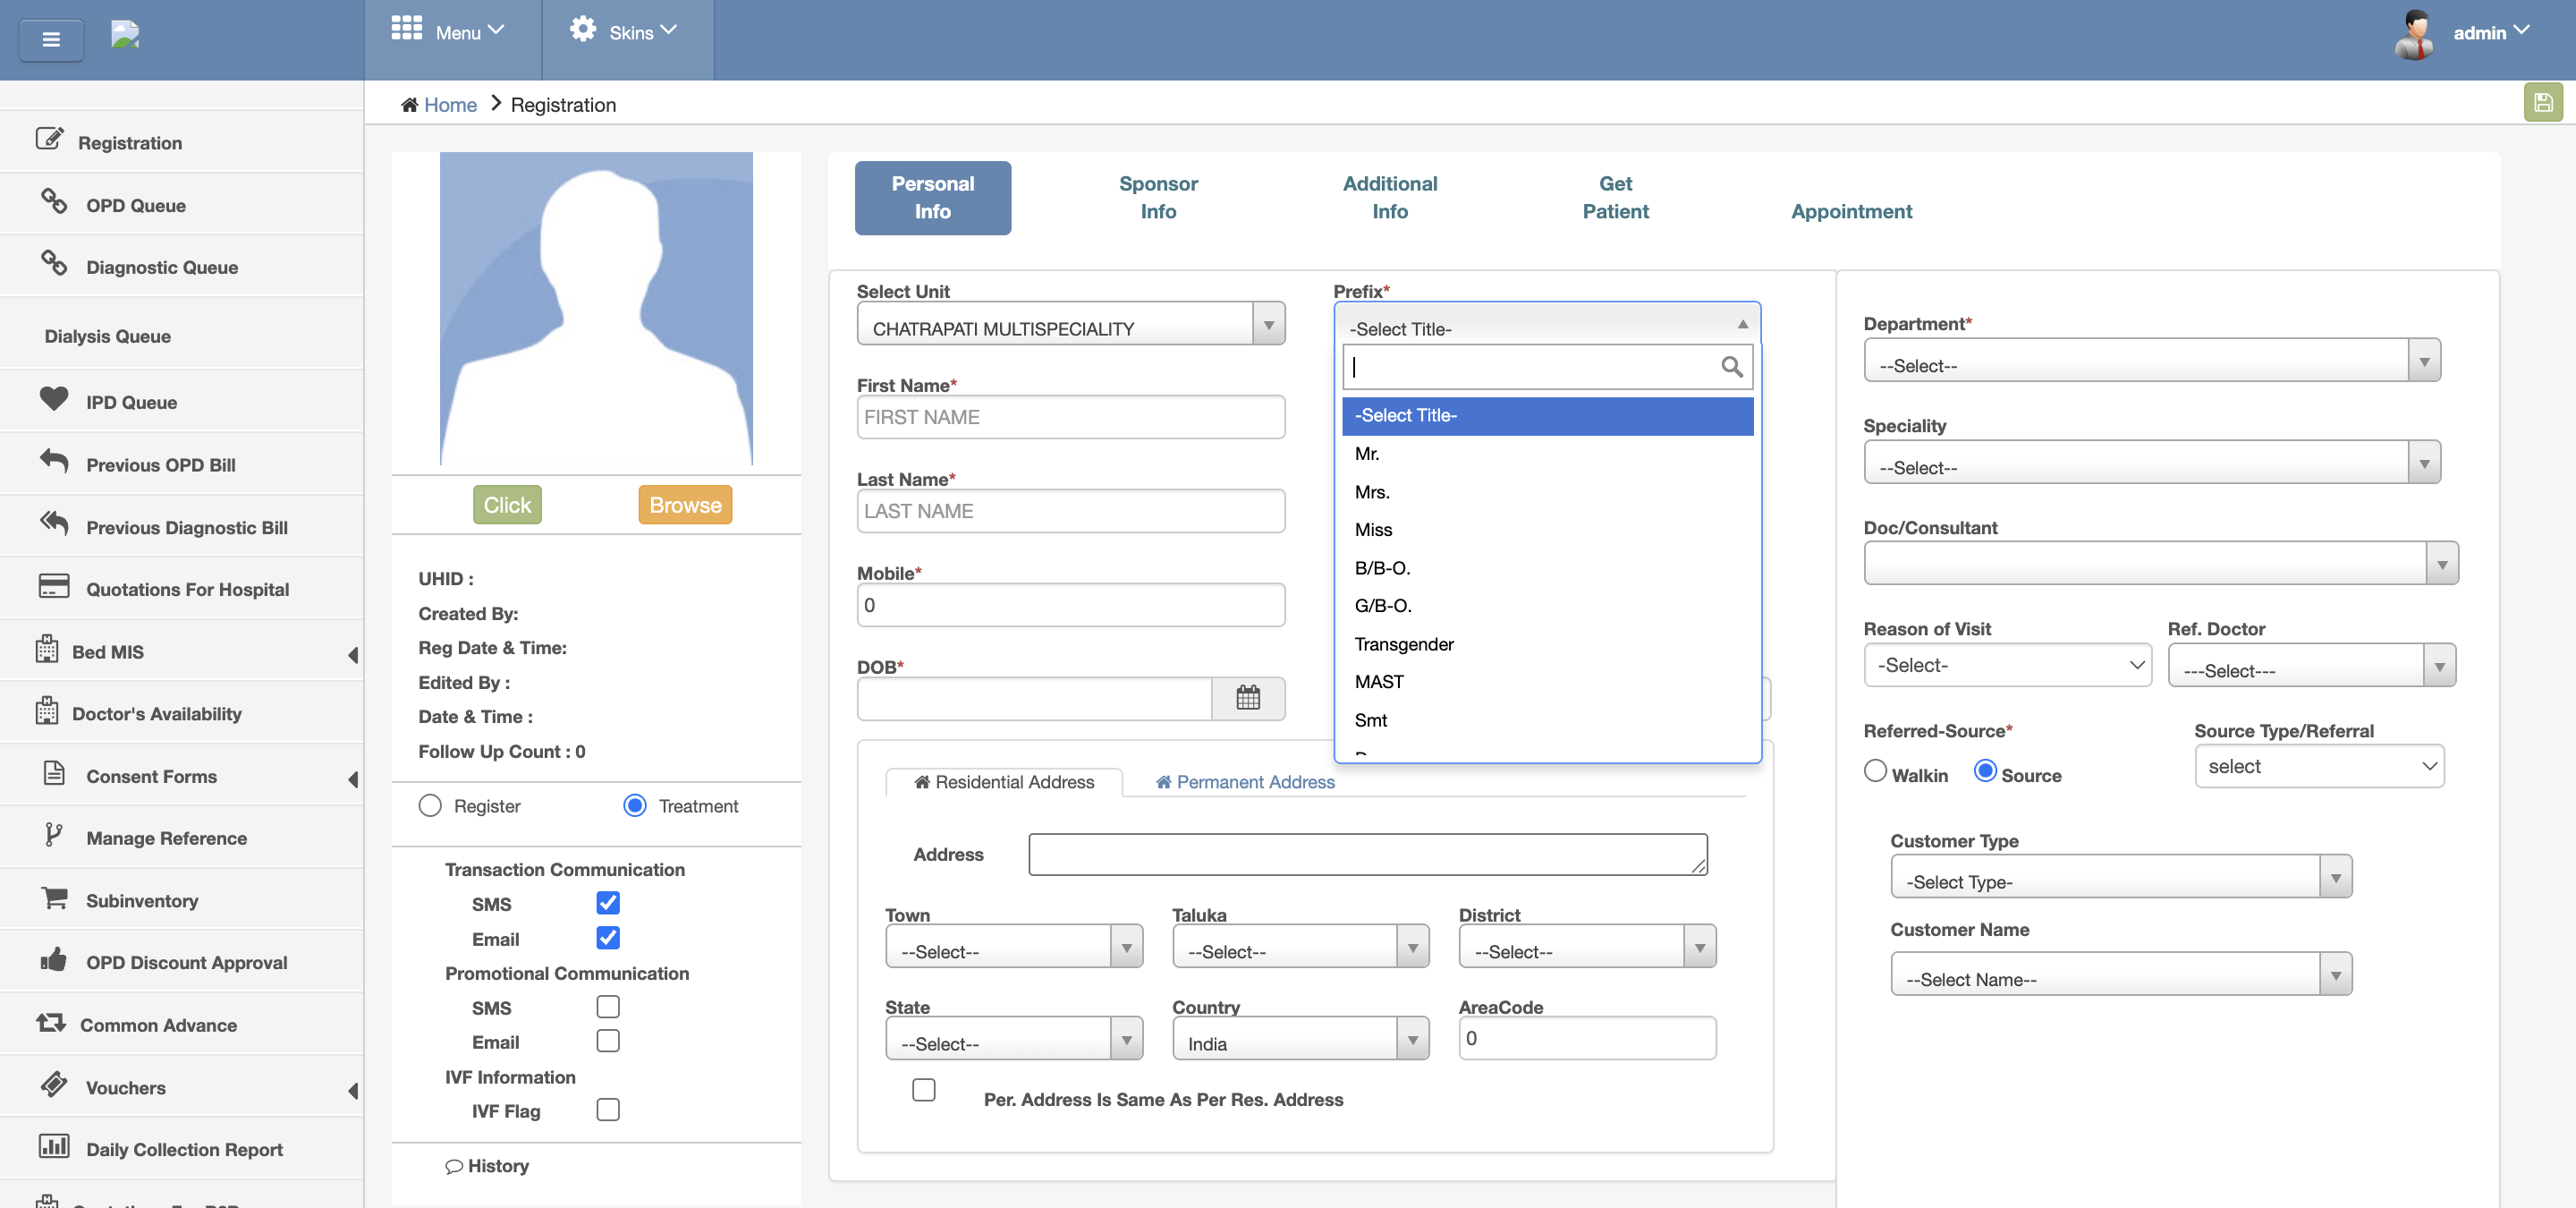 Menu
Skins
admin
Home
Registration
Registration
OPD Queue
Diagnostic Queue
Dialysis Queue
IPD Queue
Previous OPD Bill
Previous Diagnostic Bill
Quotations For Hospital
Bed MIS
Doctor's Availability
Consent Forms
Manage Reference
Subinventory
OPD Discount Approval
Common Advance
Vouchers
Daily Collection Report
Click
Browse
UHID :
Created By:
Reg Date & Time:
Edited By :
Date & Time :
Follow Up Count : 0
Register
Treatment
Transaction Communication
SMS
Email
Promotional Communication
SMS
Email
IVF Information
IVF Flag
History
Personal
Info
Sponsor
Info
Additional
Info
Get
Patient
Appointment
Select Unit
CHATRAPATI MULTISPECIALITY
First Name*
FIRST NAME
Last Name*
LAST NAME
Mobile*
0
DOB*
Prefix*
-Select Title-
-Select Title-
Mr.
Mrs.
Miss
B/B-O.
G/B-O.
Transgender
MAST
Smt
Residential Address
Permanent Address
Address
Town
--Select--
Taluka
--Select--
District
--Select--
State
--Select--
Country
India
AreaCode
0
Per. Address Is Same As Per Res. Address
Department*
--Select--
Speciality
--Select--
Doc/Consultant
Reason of Visit
-Select-
Ref. Doctor
---Select---
Referred-Source*
Walkin
Source
Source Type/Referral
select
Customer Type
-Select Type-
Customer Name
--Select Name--